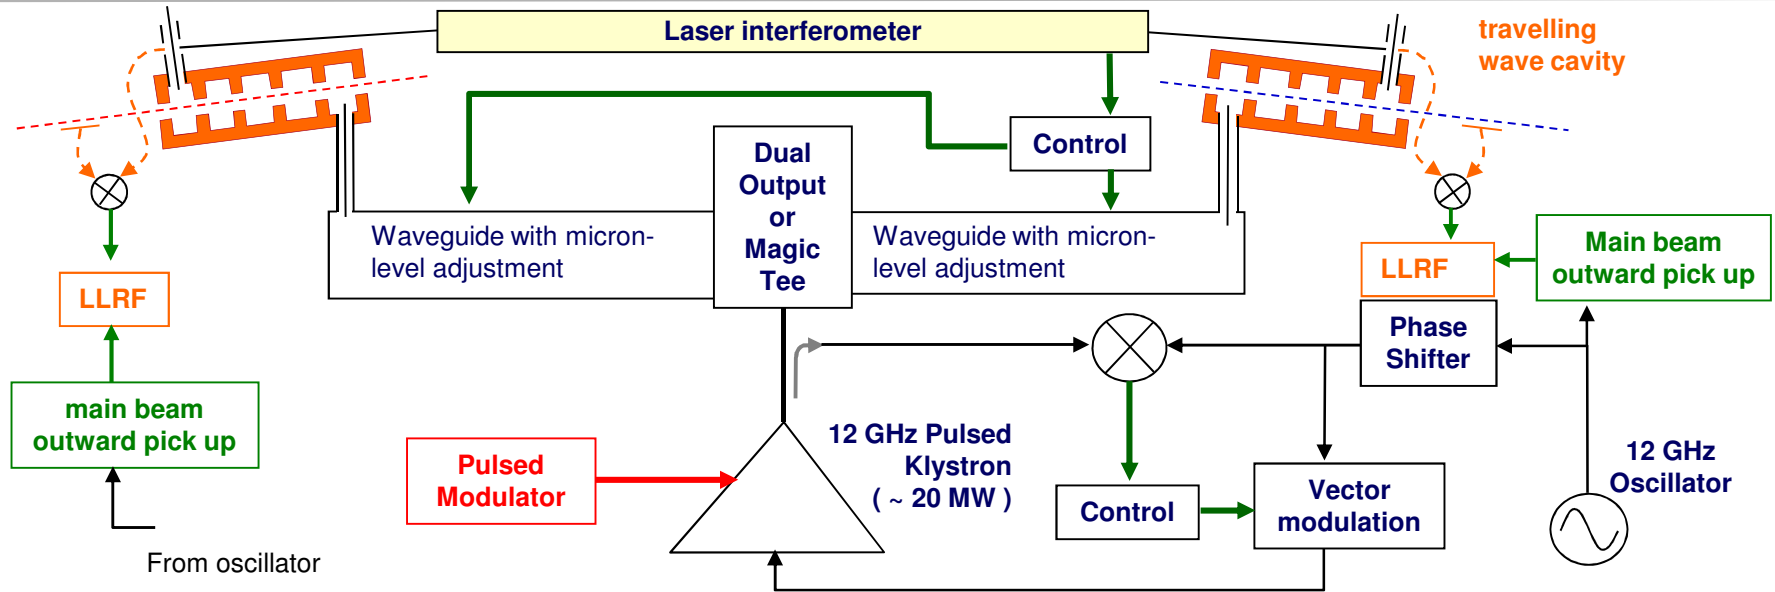 Laser interferometer
travelling
wave cavity
Control
Dual
Output
or
Magic
Tee
Waveguide with micron-
level adjustment
Waveguide with micron-
level adjustment
LLRF
LLRF
Main beam
outward pick up
Phase
Shifter
main beam
outward pick up
12 GHz Pulsed
Klystron
( ~ 20 MW )
Pulsed
Modulator
12 GHz
Oscillator
Control
Vector
modulation
From oscillator